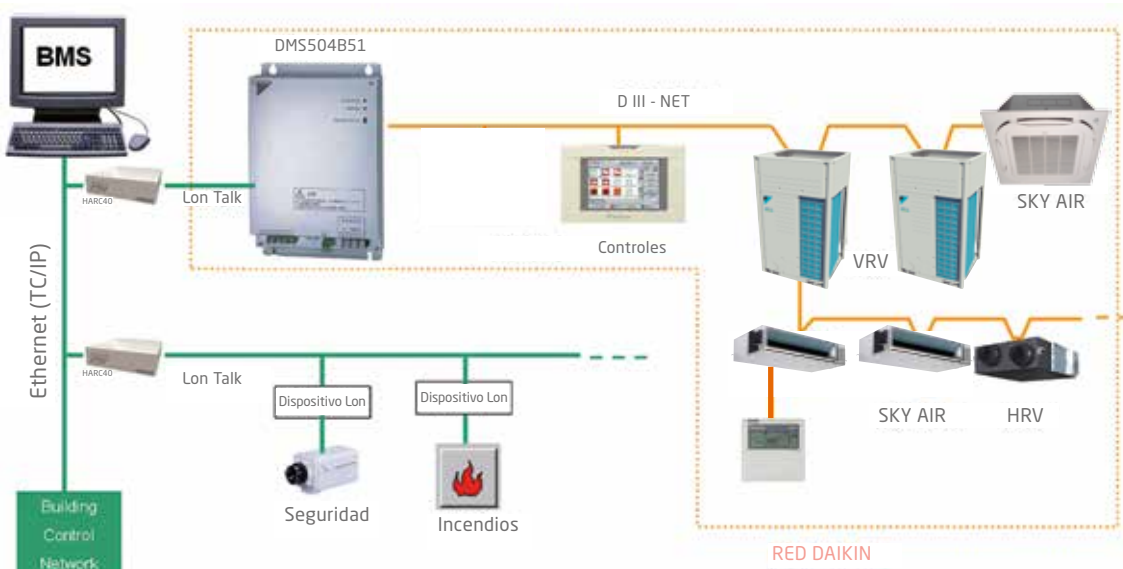 BMS
DMS504B51
D III - NET
HARC40
Lon Talk
Controles
VRV
SKY AIR
Ethernet (TC/IP)
HARC40
Lon Talk
Dispositivo Lon
Dispositivo Lon
SKY AIR
HRV
Seguridad
Incendios
Building
Control
Network
RED DAIKIN